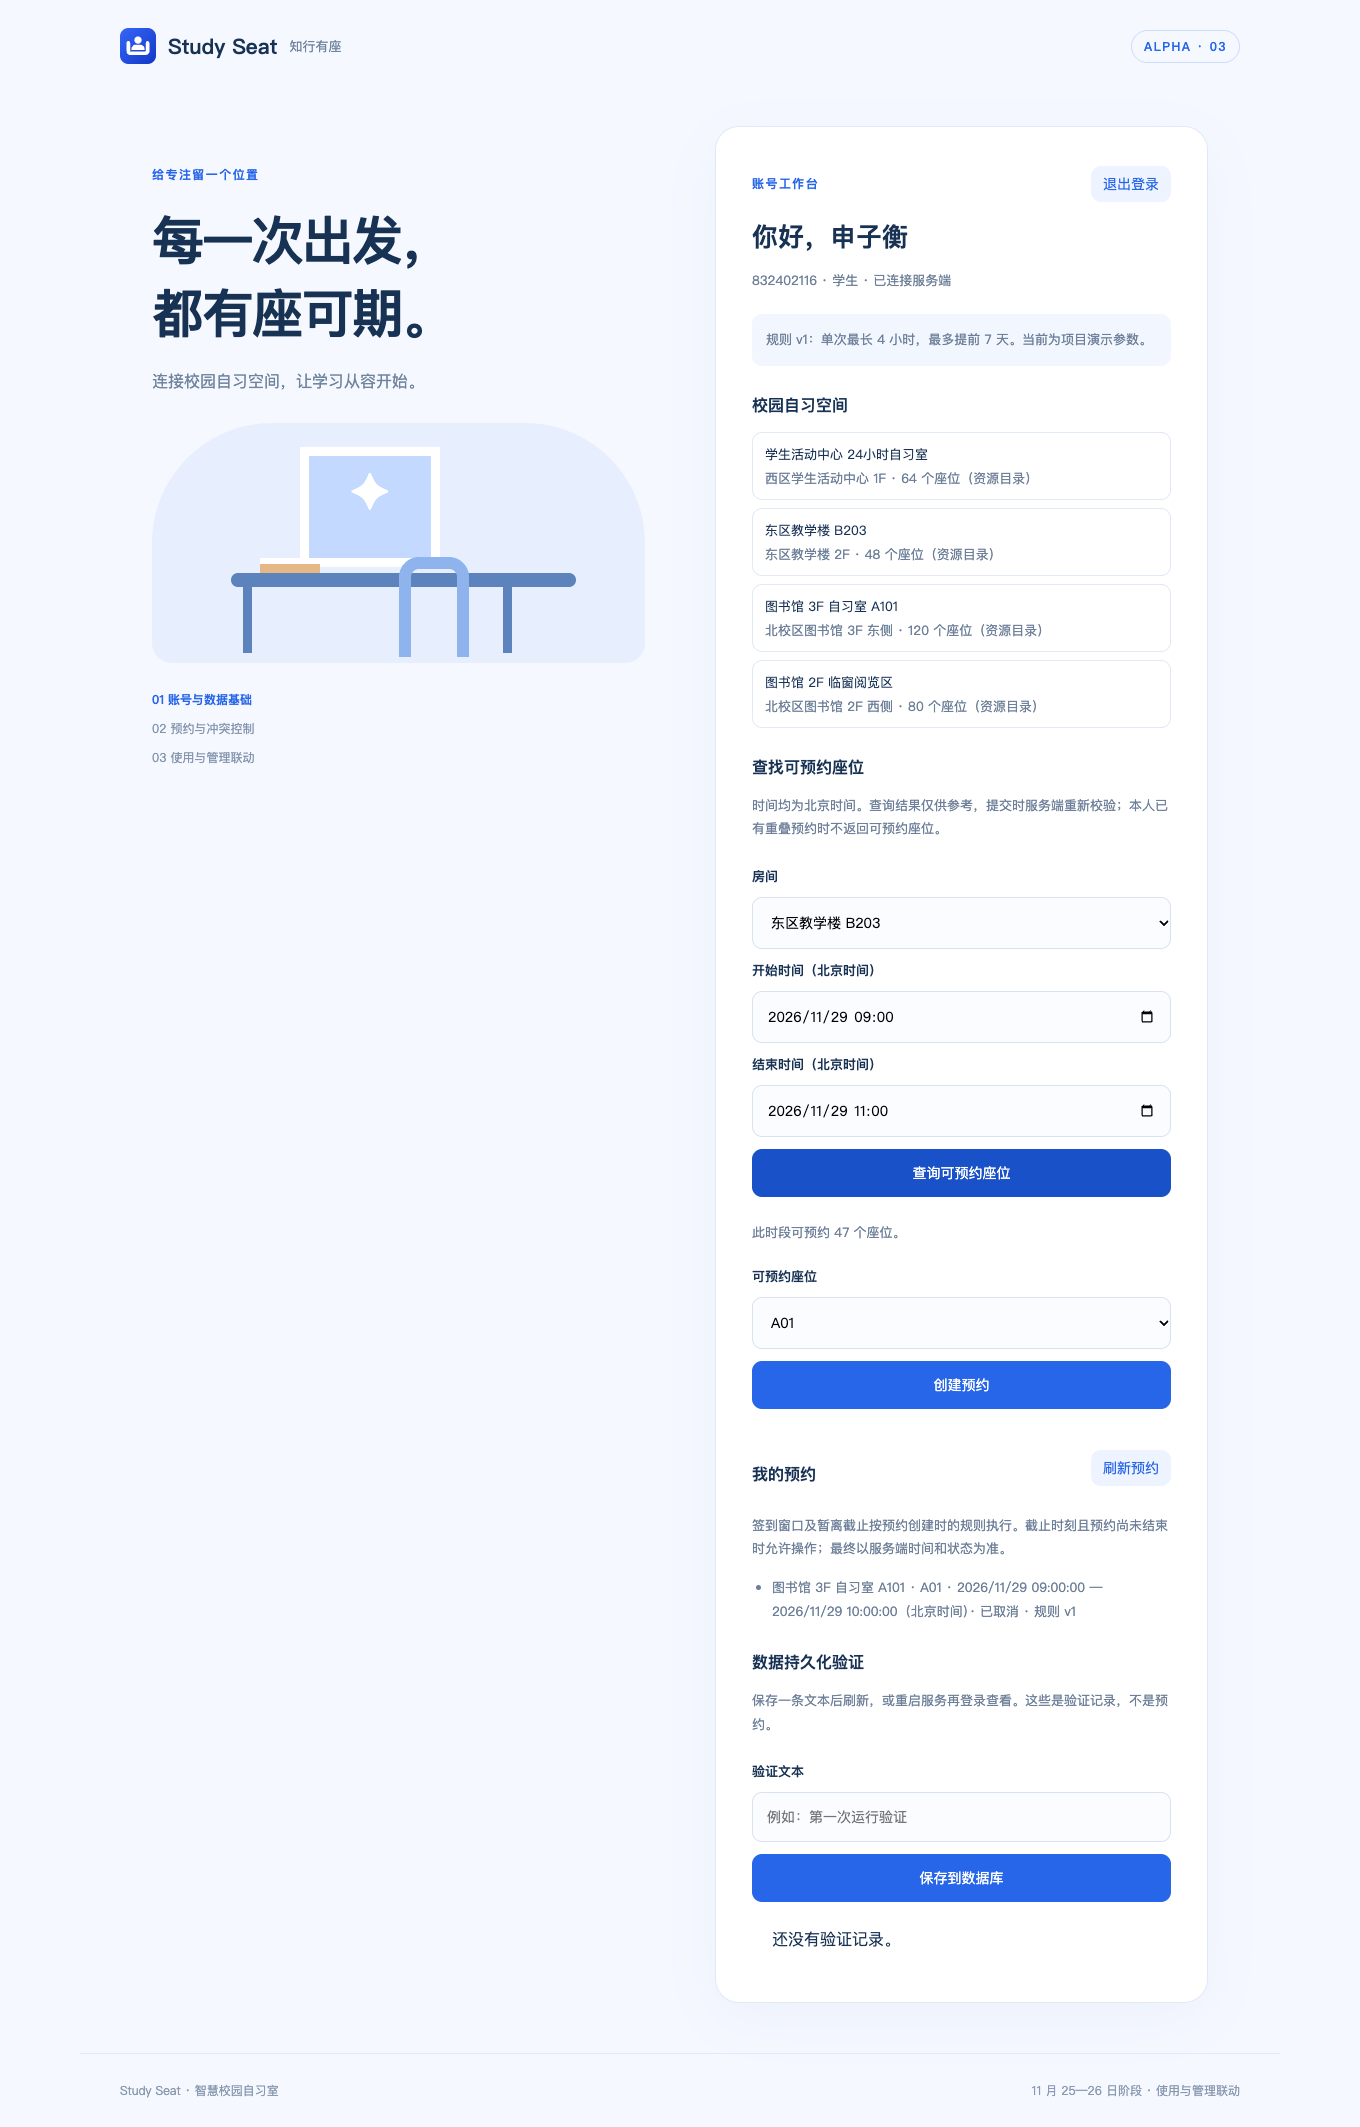 Study Seat 知行有座
ALPHA · 03
给专注留一个位置
每一次出发，
都有座可期。
连接校园自习空间，让学习从容开始。
01 账号与数据基础
02 预约与冲突控制
03 使用与管理联动
账号工作台
退出登录
你好，申子衡
832402116 · 学生 · 已连接服务端
规则 v1：单次最长 4 小时，最多提前 7 天。当前为项目演示参数。
校园自习空间
学生活动中心 24小时自习室
西区学生活动中心 1F · 64 个座位（资源目录）
东区教学楼 B203
东区教学楼 2F · 48 个座位（资源目录）
图书馆 3F 自习室 A101
北校区图书馆 3F 东侧 · 120 个座位（资源目录）
图书馆 2F 临窗阅览区
北校区图书馆 2F 西侧 · 80 个座位（资源目录）
查找可预约座位
时间均为北京时间。查询结果仅供参考，提交时服务端重新校验；本人已
有重叠预约时不返回可预约座位。
房间
东区教学楼 B203
开始时间（北京时间）
2026/11/29 09:00
结束时间（北京时间）
2026/11/29 11:00
查询可预约座位
此时段可预约 47 个座位。
可预约座位
A01
创建预约
我的预约
刷新预约
签到窗口及暂离截止按预约创建时的规则执行。截止时刻且预约尚未结束
时允许操作；最终以服务端时间和状态为准。
图书馆 3F 自习室 A101 · A01 · 2026/11/29 09:00:00 —
2026/11/29 10:00:00（北京时间）· 已取消 · 规则 v1
数据持久化验证
保存一条文本后刷新，或重启服务再登录查看。这些是验证记录，不是预
约。
验证文本
例如：第一次运行验证
保存到数据库
还没有验证记录。
Study Seat · 智慧校园自习室
11 月 25—26 日阶段 · 使用与管理联动